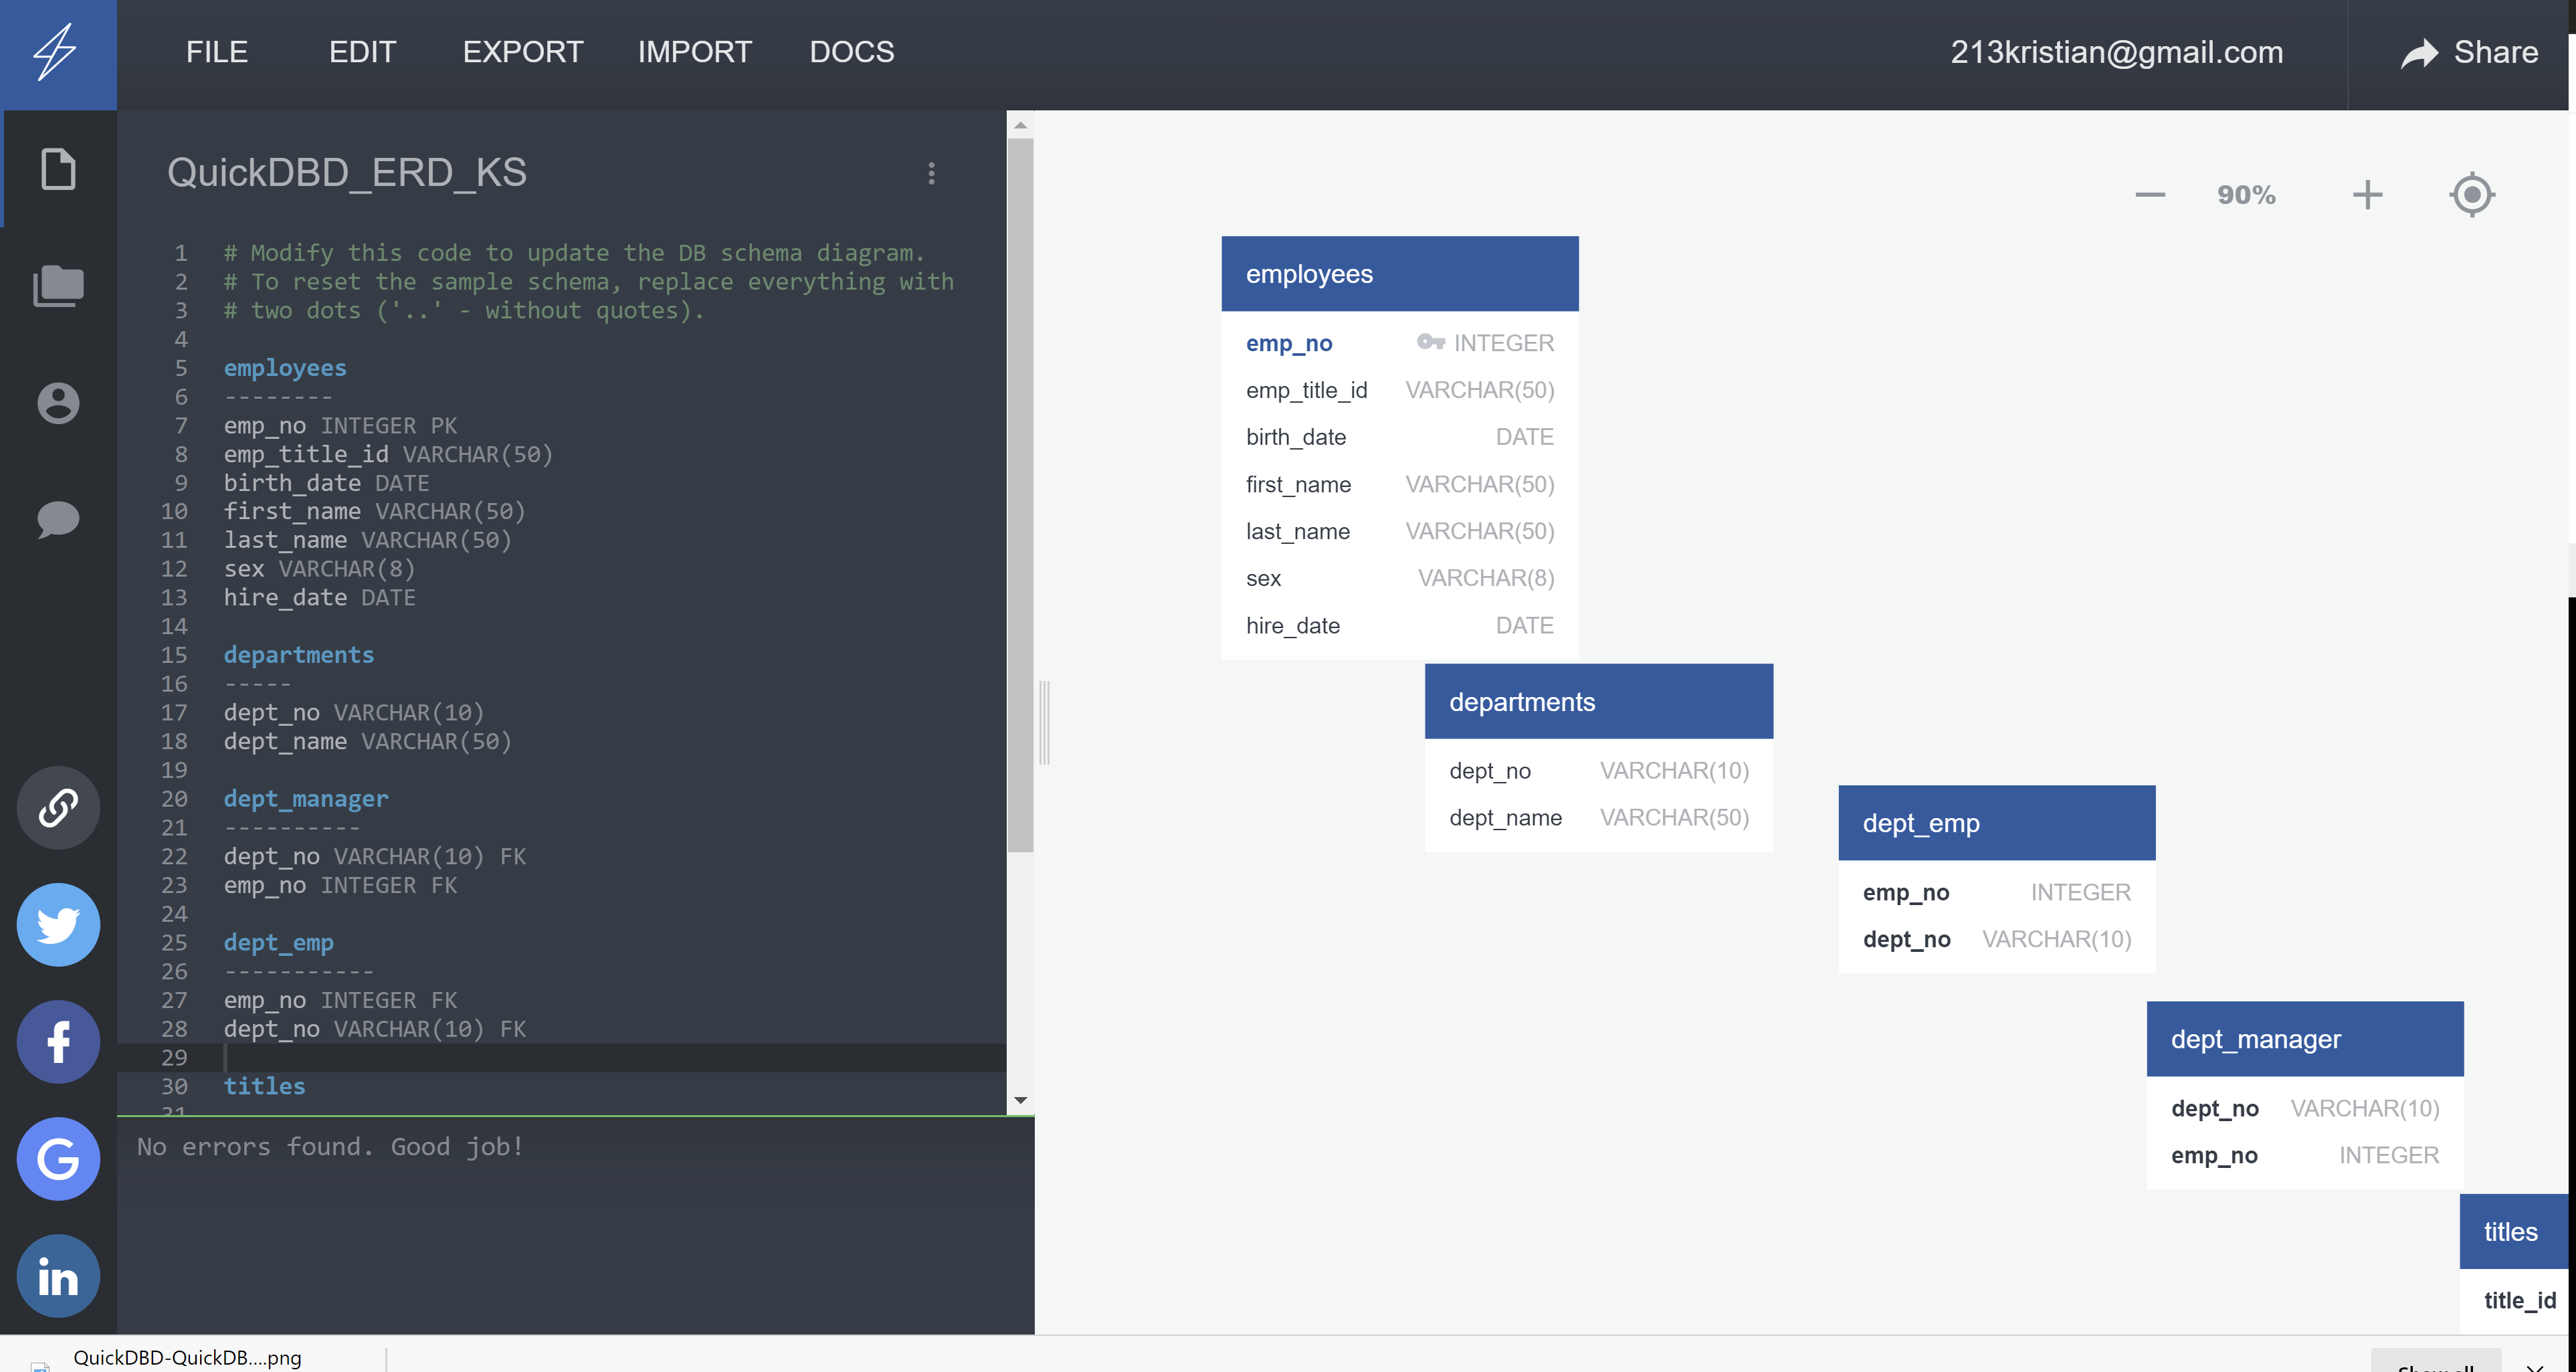 FILE EDIT EXPORT IMPORT DOCS 213kristian@gmail.com Share
QuickDBD_ERD_KS
1 # Modify this code to update the DB schema diagram.
2 # To reset the sample schema, replace everything with
3 # two dots ('..' - without quotes).
4
5 employees
6 --------
7 emp_no INTEGER PK
8 emp_title_id VARCHAR(50)
9 birth_date DATE
10 first_name VARCHAR(50)
11 last_name VARCHAR(50)
12 sex VARCHAR(8)
13 hire_date DATE
14
15 departments
16 -----
17 dept_no VARCHAR(10)
18 dept_name VARCHAR(50)
19
20 dept_manager
21 ----------
22 dept_no VARCHAR(10) FK
23 emp_no INTEGER FK
24
25 dept_emp
26 -----------
27 emp_no INTEGER FK
28 dept_no VARCHAR(10) FK
29
30 titles
31
No errors found. Good job!
90%
employees
emp_no INTEGER
emp_title_id VARCHAR(50)
birth_date DATE
first_name VARCHAR(50)
last_name VARCHAR(50)
sex VARCHAR(8)
hire_date DATE
departments
dept_no VARCHAR(10)
dept_name VARCHAR(50)
dept_emp
emp_no INTEGER
dept_no VARCHAR(10)
dept_manager
dept_no VARCHAR(10)
emp_no INTEGER
titles
title_id
f
G
in
QuickDBD-QuickDB....png
Show all